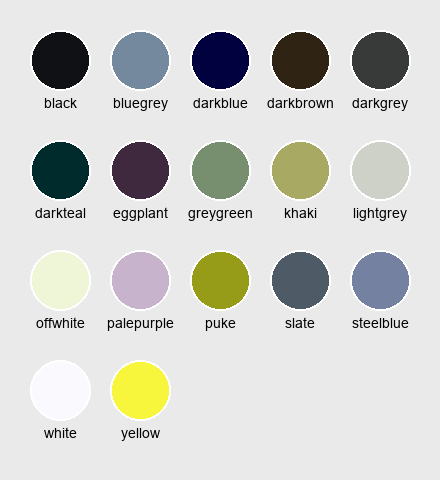 black bluegrey darkblue darkbrown darkgrey
darkteal eggplant greygreen khaki lightgrey
offwhite palepurple puke slate steelblue
white yellow